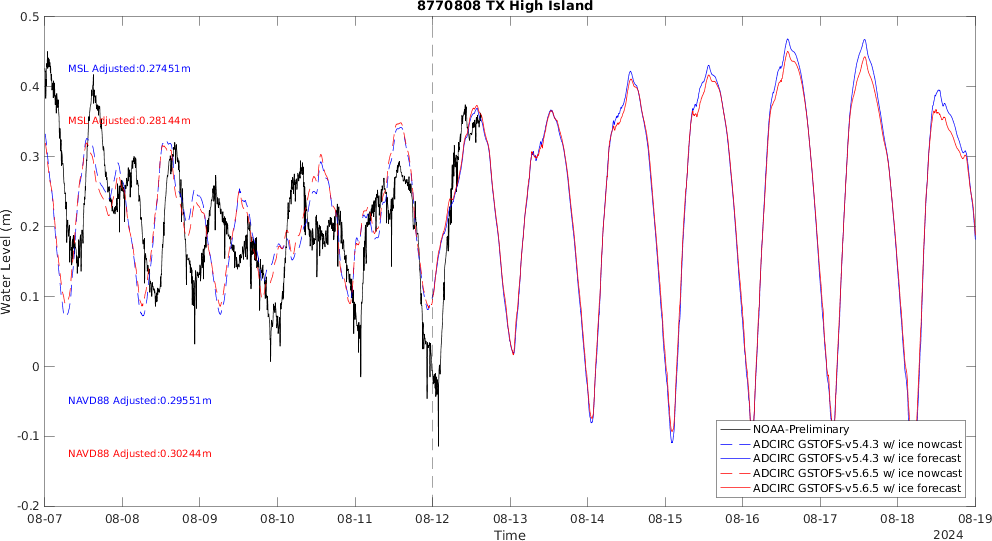 8770808 TX High Island
0.5
0.4
0.3
0.2
0.1
0
-0.1
-0.2
Water Level (m)
MSL Adjusted:0.27451m
MSL Adjusted:0.28144m
NAVD88 Adjusted:0.29551m
NAVD88 Adjusted:0.30244m
NOAA-Preliminary
ADCIRC GSTOFS-v5.4.3 w/ ice nowcast
ADCIRC GSTOFS-v5.4.3 w/ ice forecast
ADCIRC GSTOFS-v5.6.5 w/ ice nowcast
ADCIRC GSTOFS-v5.6.5 w/ ice forecast
08-07 08-08 08-09 08-10 08-11 08-12 08-13 08-14 08-15 08-16 08-17 08-18 08-19
Time
2024